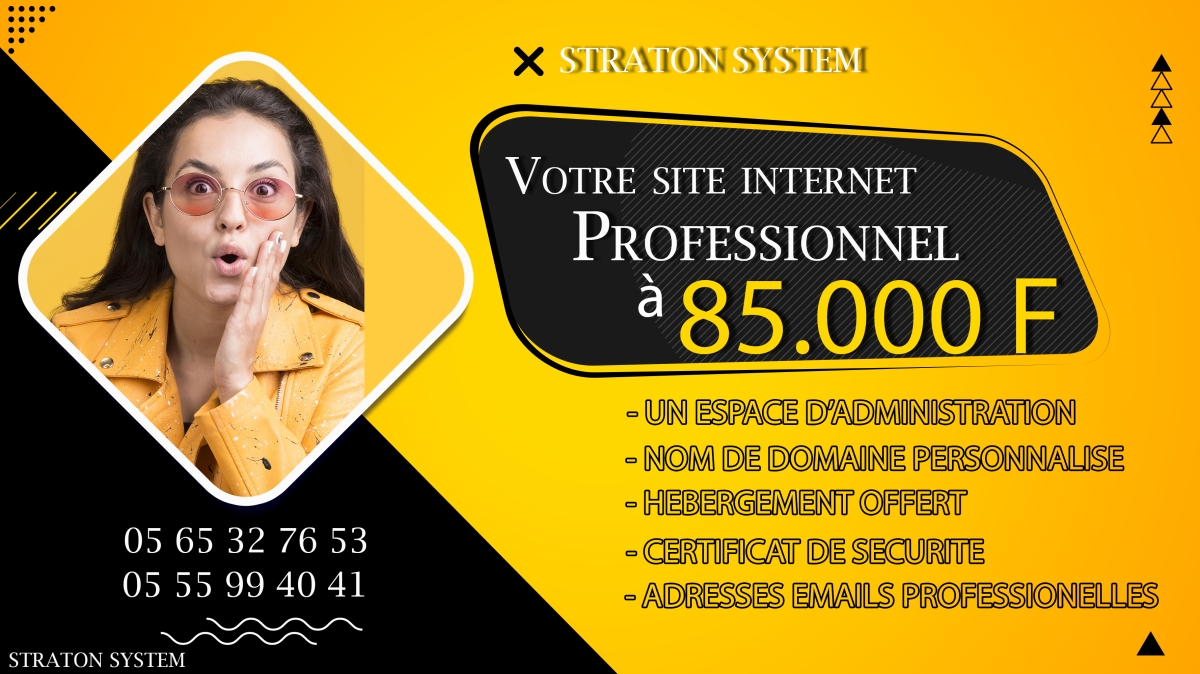 STRATON SYSTEM
VOTRE SITE INTERNET
PROFESSIONNEL
à 85.000 F
- UN ESPACE D'ADMINISTRATION
- NOM DE DOMAINE PERSONNALISE
- HEBERGEMENT OFFERT
- CERTIFICAT DE SECURITE
- ADRESSES EMAILS PROFESSIONELLES
05 65 32 76 53
05 55 99 40 41
STRATON SYSTEM